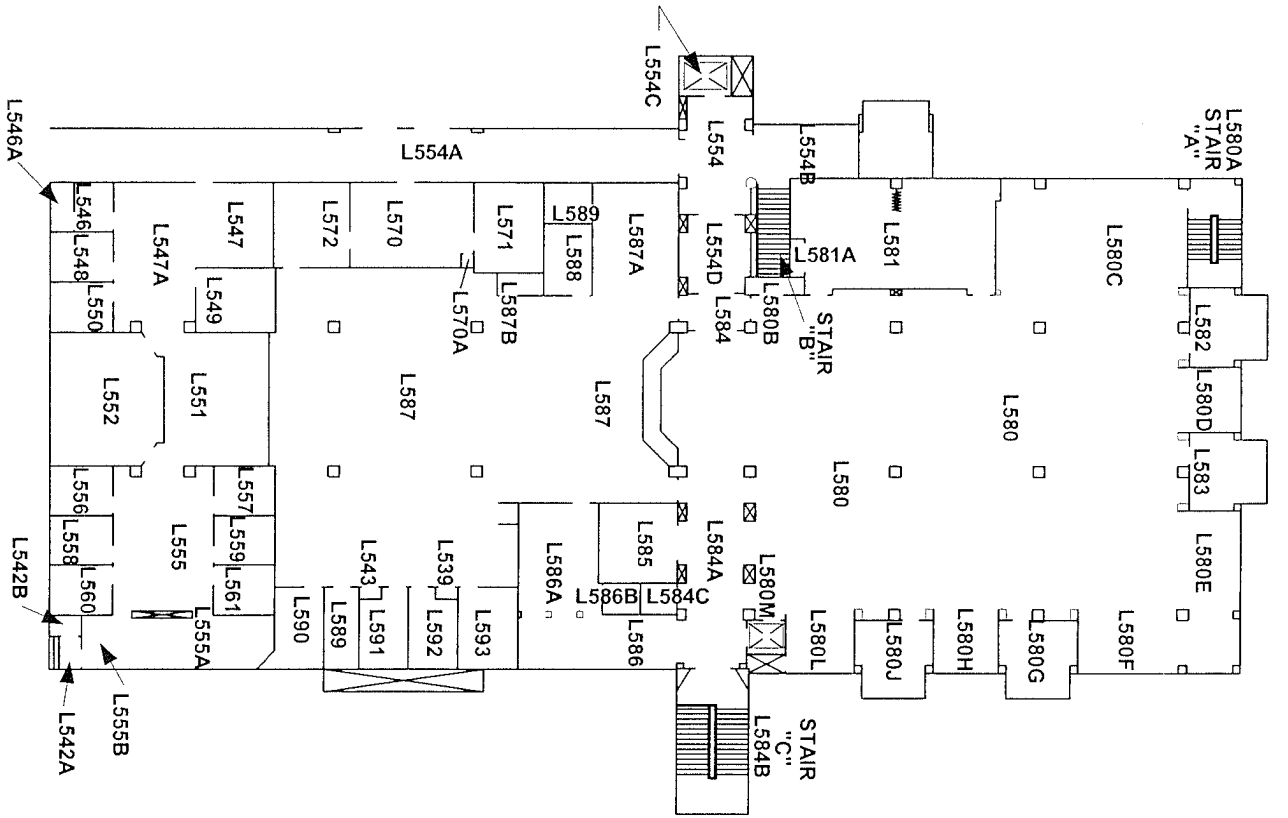 L554C
L580A
STAIR
"A"
L546A
L554A
L554
L554B
L546
L547
L572
L570
L571
L589
L587A
L581
L580C
L548
L547A
L588
L554D
L581A
L550
L549
L570A
L587B
L584
L580B
STAIR
"B"
L582
L552
L551
L587
L587
L580
L580D
L580
L583
L556
L557
L558
L555
L559
L543
L539
L586A
L585
L584A
L580M
L580E
L542B
L560
L561
L586B
L584C
L555A
L590
L589
L591
L592
L593
L586
L580L
L580J
L580H
L580G
L580F
L555B
L542A
L584B
STAIR
"C"